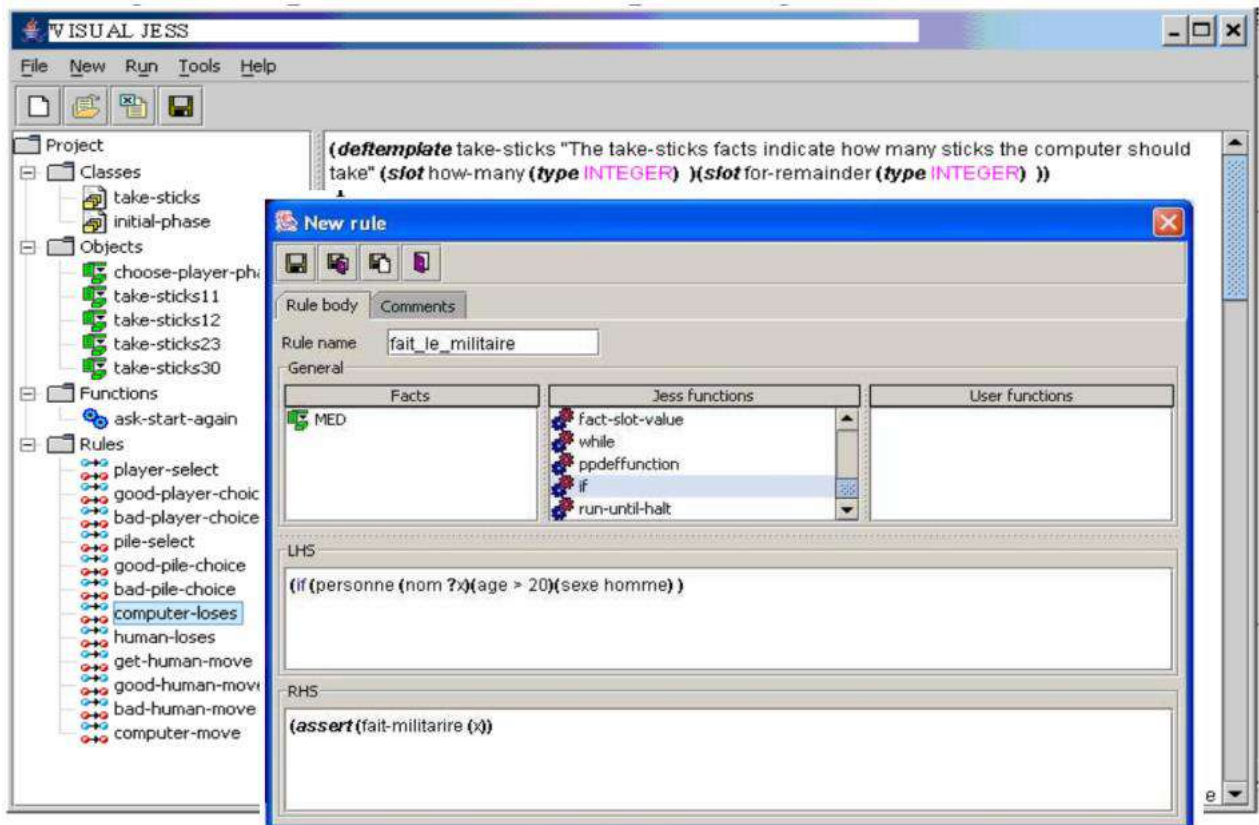 VISUAL JESS
File New Run Tools Help
Project
Classes
take-sticks
initial-phase
Objects
choose-player-pha
take-sticks11
take-sticks12
take-sticks23
take-sticks30
Functions
ask-start-again
Rules
player-select
good-player-choic
bad-player-choice
pile-select
good-pile-choice
bad-pile-choice
computer-loses
human-loses
get-human-move
good-human-move
bad-human-move
computer-move
(deftemplate take-sticks "The take-sticks facts indicate how many sticks the computer should
take" (slot how-many (type INTEGER) )(slot for-remainder (type INTEGER) ))
New rule
Rule body Comments
Rule name fait_le_militaire
General
Facts Jess functions User functions
MED
fact-slot-value
while
ppdeffunction
if
run-until-halt
LHS
(if (personne (nom ?x)(age > 20)(sexe homme) )
RHS
(assert (fait-militarire (x))
e